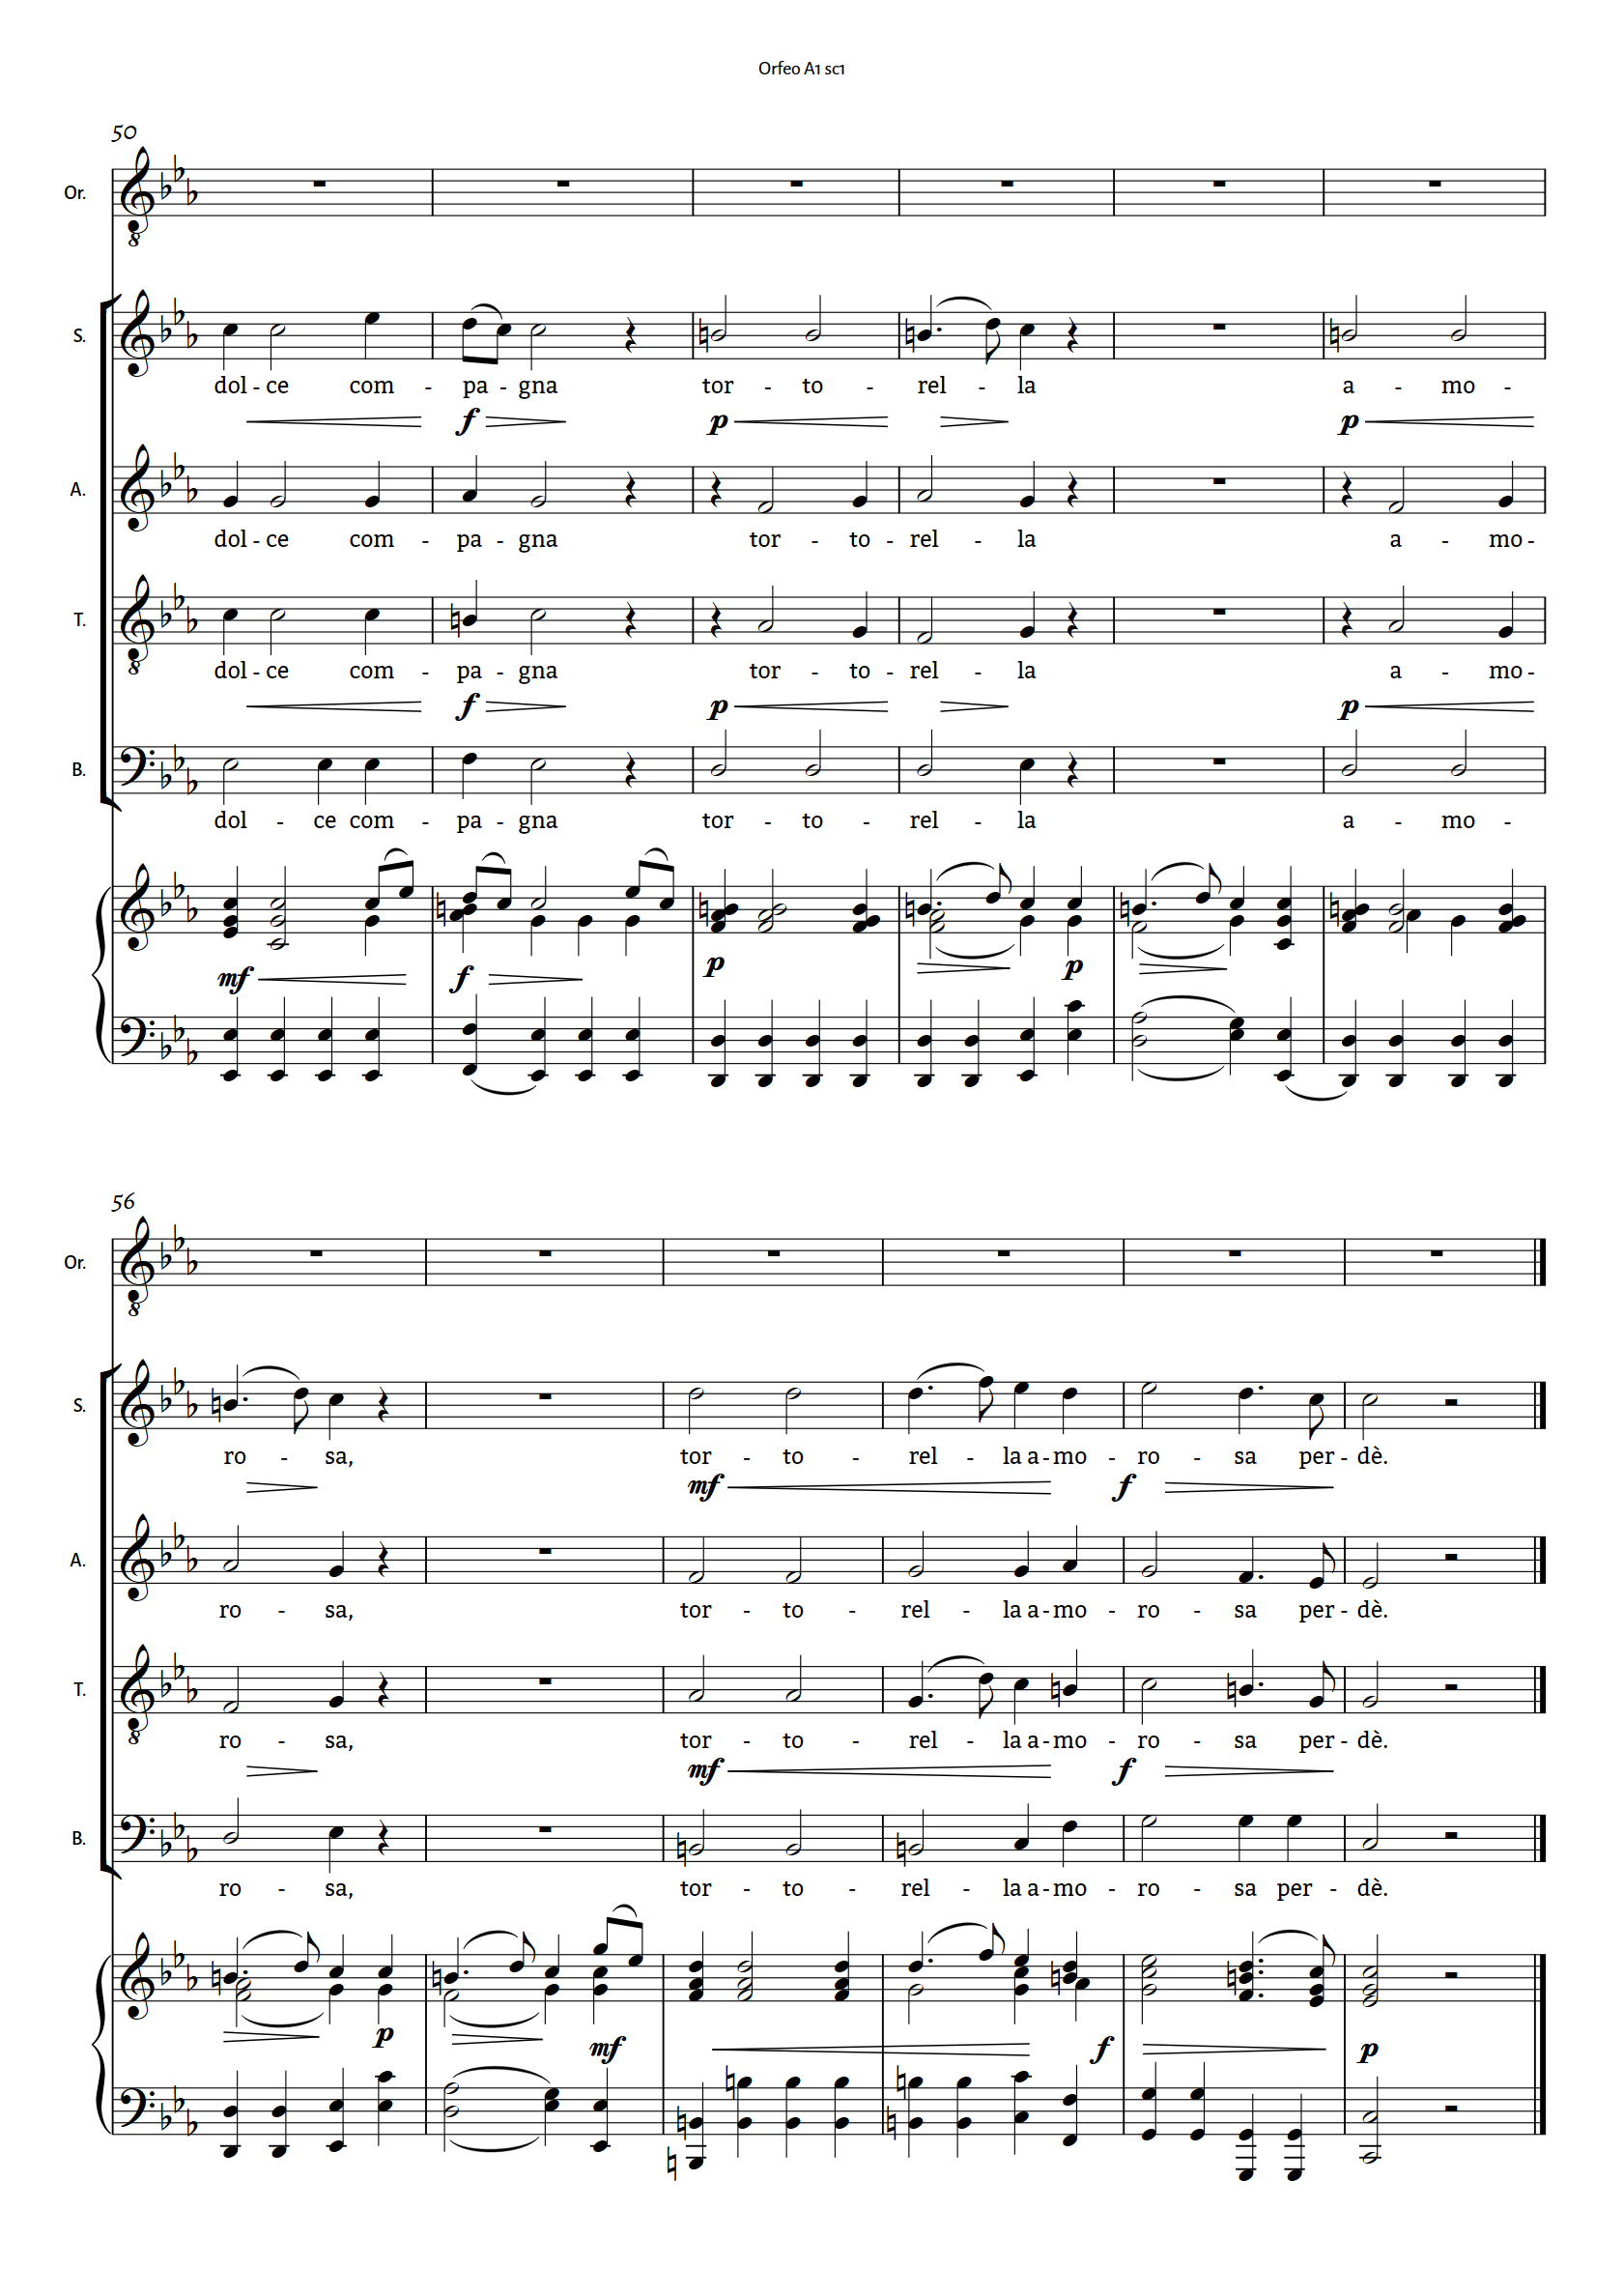 Orfeo A1 sc1
50
Or.
S.
dol - ce com - pa - gna tor - to - rel - la a - mo -
f p p
A.
dol - ce com - pa - gna tor - to - rel - la a - mo -
T.
8
dol - ce com - pa - gna tor - to - rel - la a - mo -
f p p
B.
dol - ce com - pa - gna tor - to - rel - la a - mo -
mf f p p
56
Or.
8
S.
ro - sa, tor - to - rel - la a - mo - ro - sa per - dè.
mf f
A.
ro - sa, tor - to - rel - la a - mo - ro - sa per - dè.
T.
8
ro - sa, tor - to - rel - la a - mo - ro - sa per - dè.
mf f
B.
ro - sa, tor - to - rel - la a - mo - ro - sa per - dè.
p mf f p